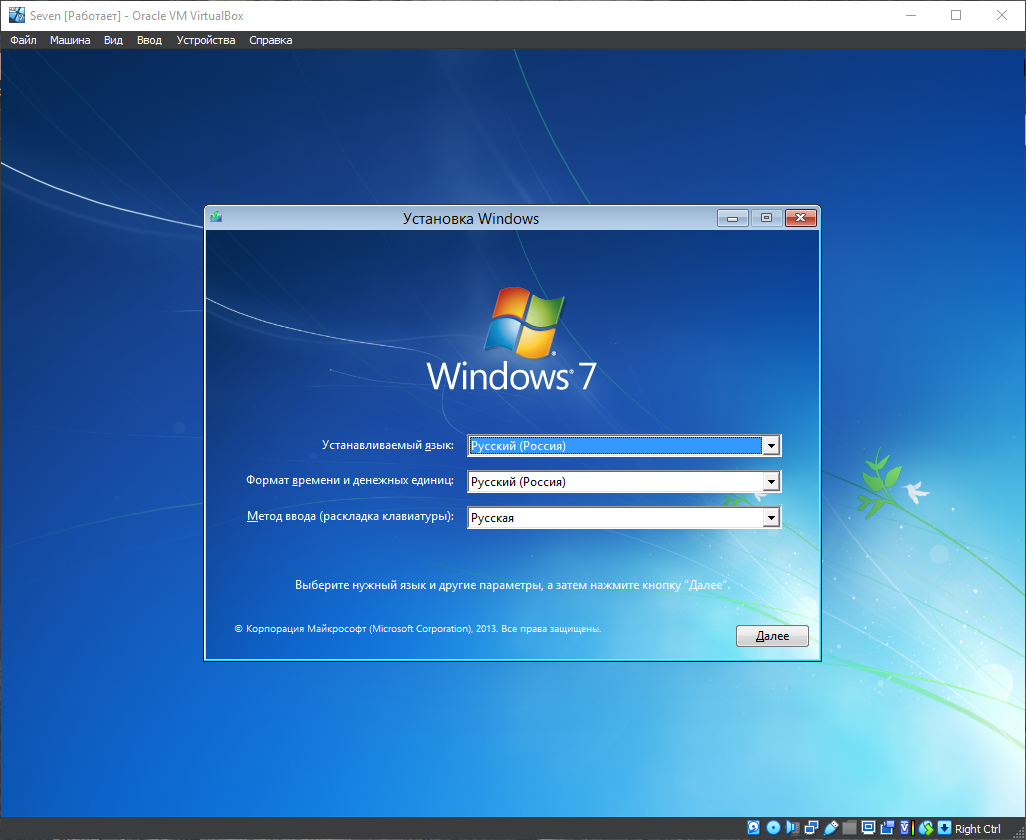 Seven [Работает] - Oracle VM VirtualBox
Файл Машина Вид Ввод Устройства Справка
Установка Windows
Windows® 7
Устанавливаемый язык: Русский (Россия)
Формат времени и денежных единиц: Русский (Россия)
Метод ввода (раскладка клавиатуры): Русская
Выберите нужный язык и другие параметры, а затем нажмите кнопку "Далее".
© Корпорация Майкрософт (Microsoft Corporation), 2013. Все права защищены.
Далее
Right Ctrl